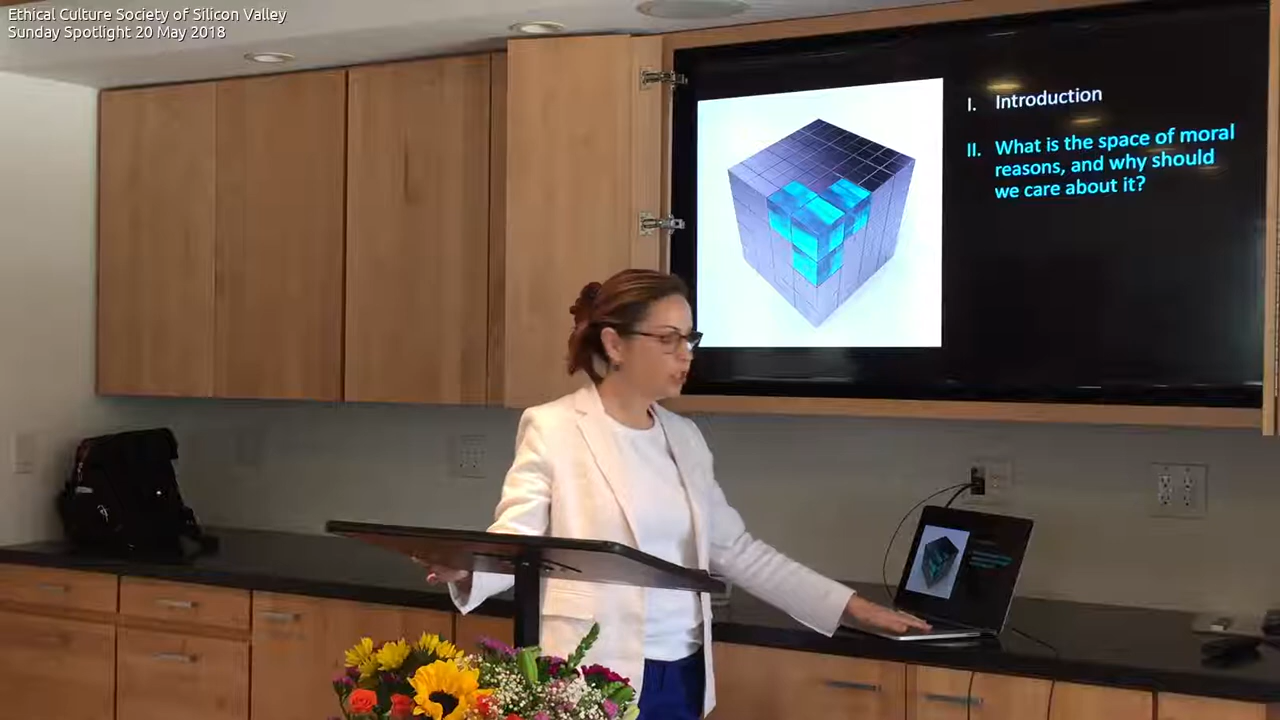 Ethical Culture Society of Silicon Valley
Sunday Spotlight 20 May 2018
I. Introduction
II. What is the space of moral
reasons, and why should
we care about it?